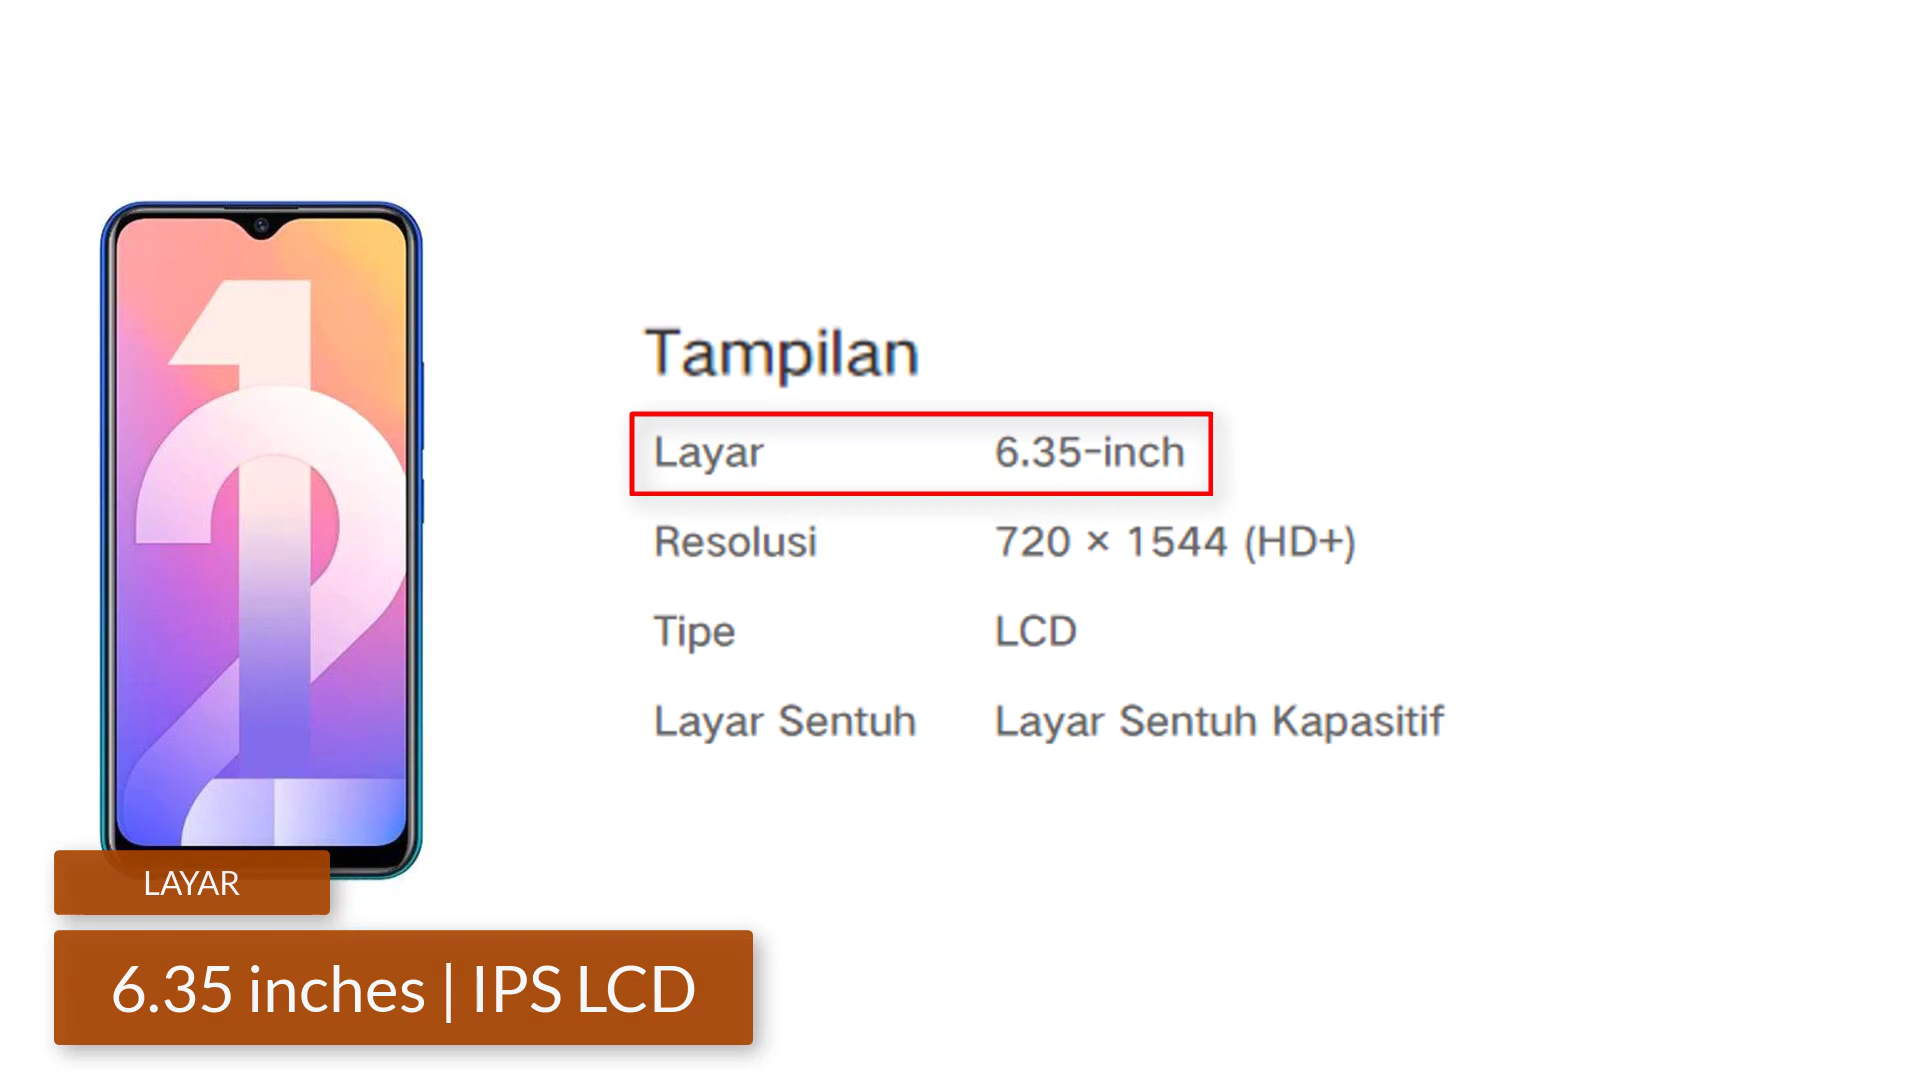 12
Tampilan
Layar 6.35-inch
Resolusi 720 × 1544 (HD+)
Tipe LCD
Layar Sentuh Layar Sentuh Kapasitif
LAYAR
6.35 inches | IPS LCD